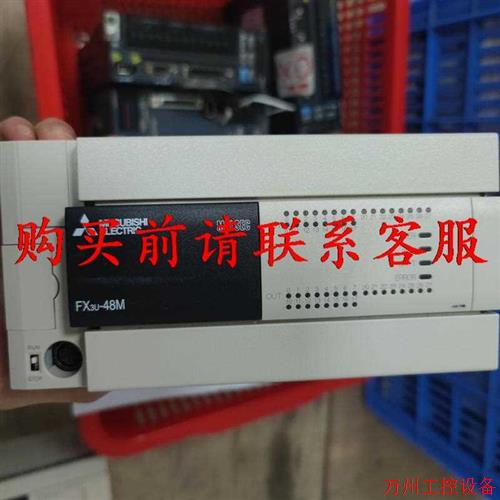 MITSUBISHI
ELECTRIC
MELSEC
购买前请联系客服
ERROR
OUT
FX3U-48M
RUN
STOP
万州工控设备